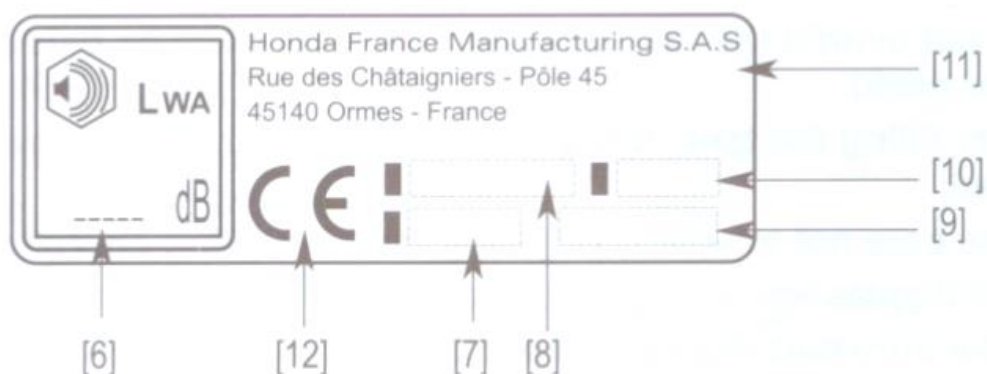 Honda France Manufacturing S.A.S
Rue des Châtaigniers - Pôle 45
45140 Ormes - France
LWA
dB
CE
[11]
[10]
[9]
[6]
[12]
[7]
[8]